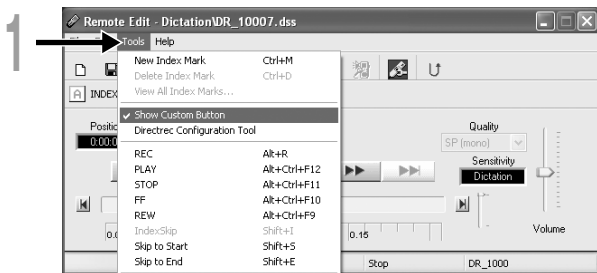 Remote Edit - Dictation\DR_10007.dss
1
Tools Help
New Index Mark Ctrl+M
Delete Index Mark Ctrl+D
View All Index Marks...
A INDEX
Show Custom Button
Directrec Configuration Tool
Quality
0:00:0
SP (mono)
REC Alt+R
Sensitivity
PLAY Alt+Ctrl+F12
Dictation
STOP Alt+Ctrl+F11
FF Alt+Ctrl+F10
REW Alt+Ctrl+F9
Volume
IndexSkip Shift+I
0.15
Skip to Start Shift+S
Skip to End Shift+E
Stop DR_1000